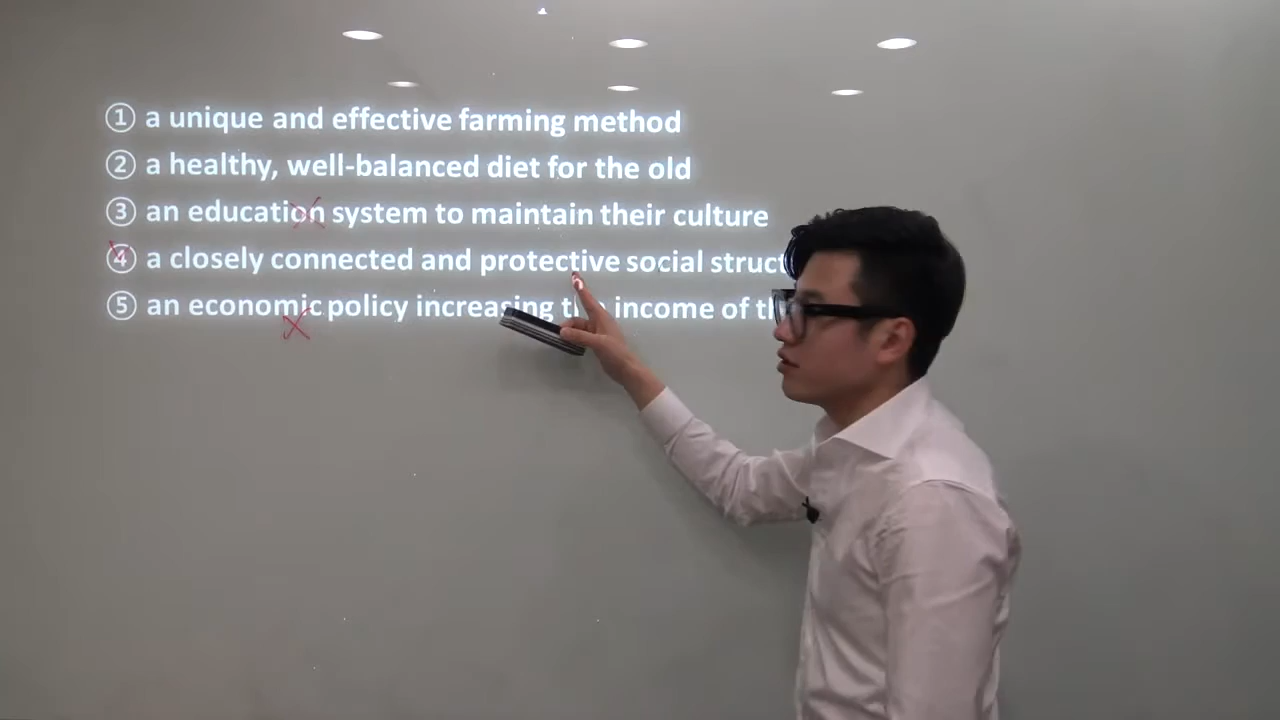 ① a unique and effective farming method
② a healthy, well-balanced diet for the old
③ an education system to maintain their culture
④ a closely connected and protective social
⑤ an economic policy increasing the income of